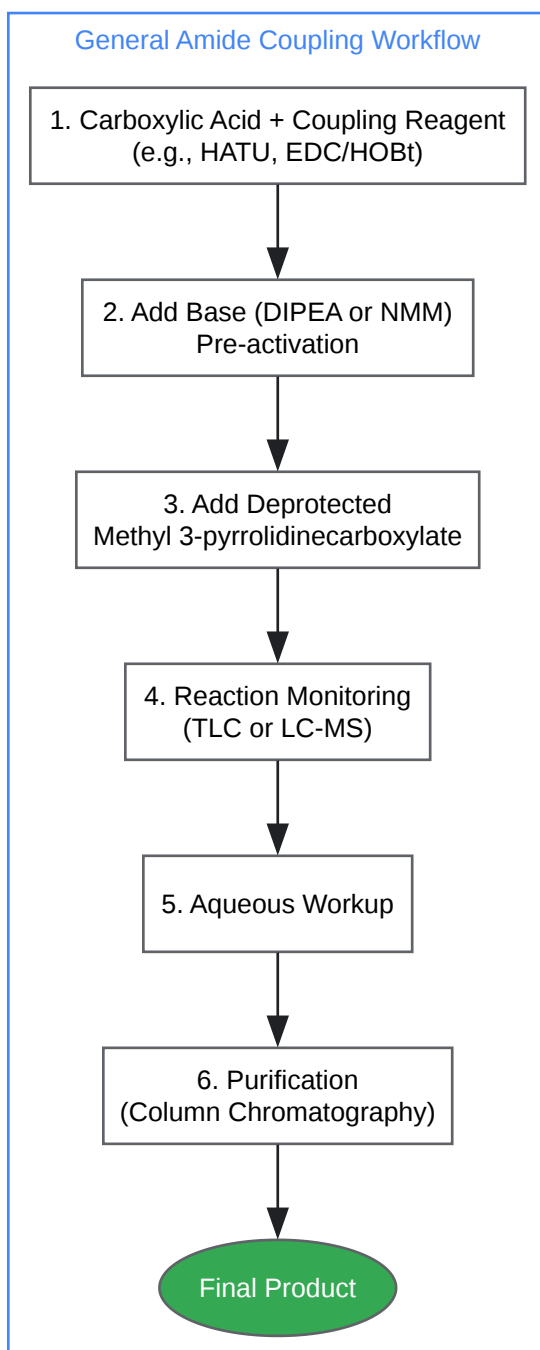 General Amide Coupling Workflow
1. Carboxylic Acid + Coupling Reagent
(e.g., HATU, EDC/HOBt)
2. Add Base (DIPEA or NMM)
Pre-activation
3. Add Deprotected
Methyl 3-pyrrolidinecarboxylate
4. Reaction Monitoring
(TLC or LC-MS)
5. Aqueous Workup
6. Purification
(Column Chromatography)
Final Product